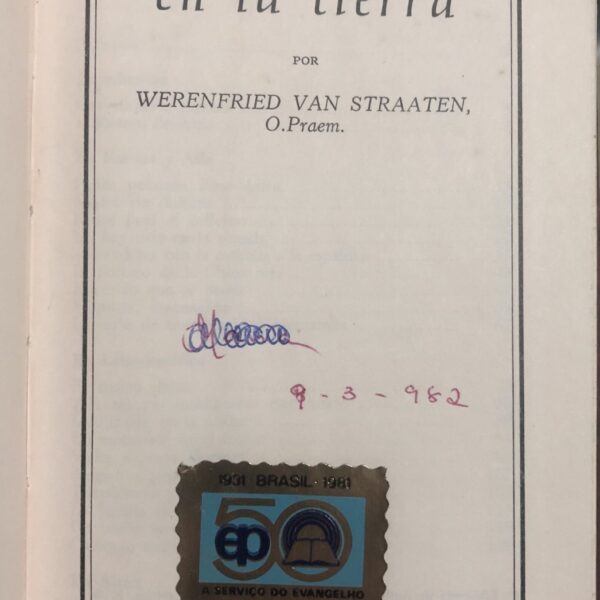 en la tierra
POR
WERENFRIED VAN STRAATEN,
O.Praem.
9 - 3 - 982
1931 BRASIL · 1981
50
ep
A SERVIÇO DO EVANGELHO